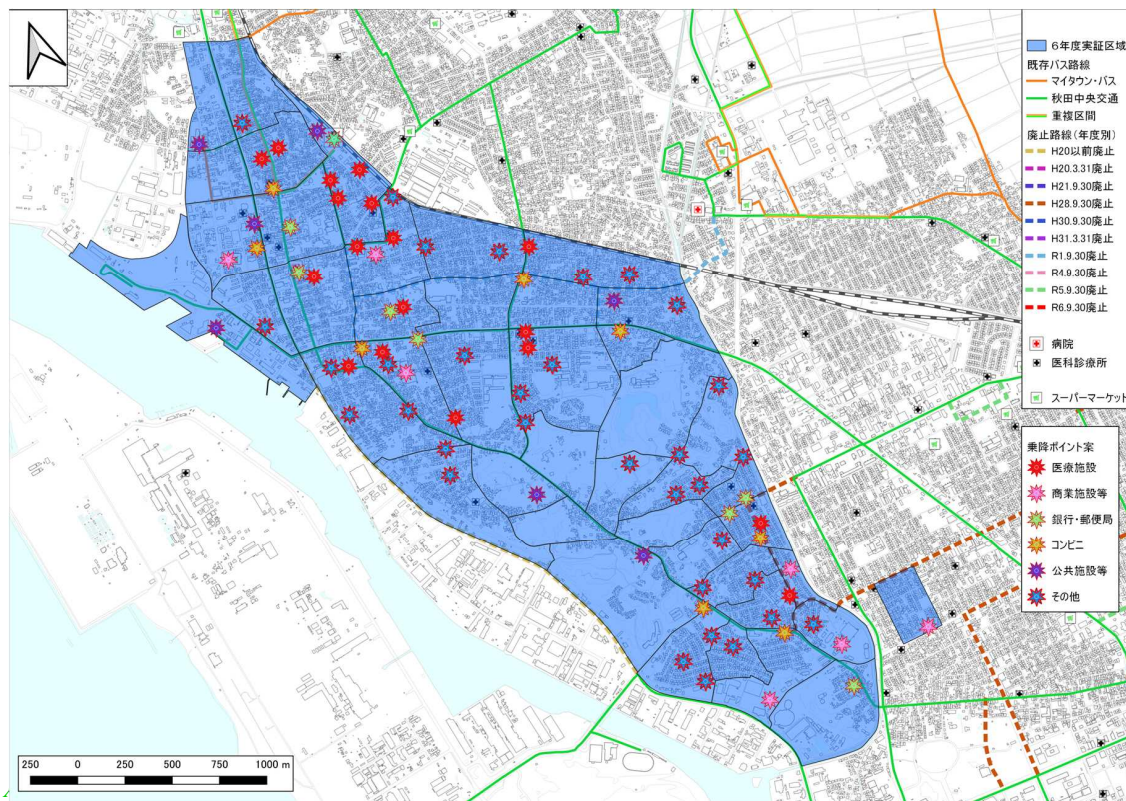 6年度実証区域
既存バス路線
マイタウン・バス
秋田中央交通
重複区間
廃止路線(年度別)
H20以前廃止
H20.3.31廃止
H21.9.30廃止
H28.9.30廃止
H30.9.30廃止
H31.3.31廃止
R1.9.30廃止
R4.9.30廃止
R5.9.30廃止
R6.9.30廃止
病院
医科診療所
スーパーマーケット
乗降ポイント案
医療施設
商業施設等
銀行・郵便局
コンビニ
公共施設等
その他
250 0 250 500 750 1000 m